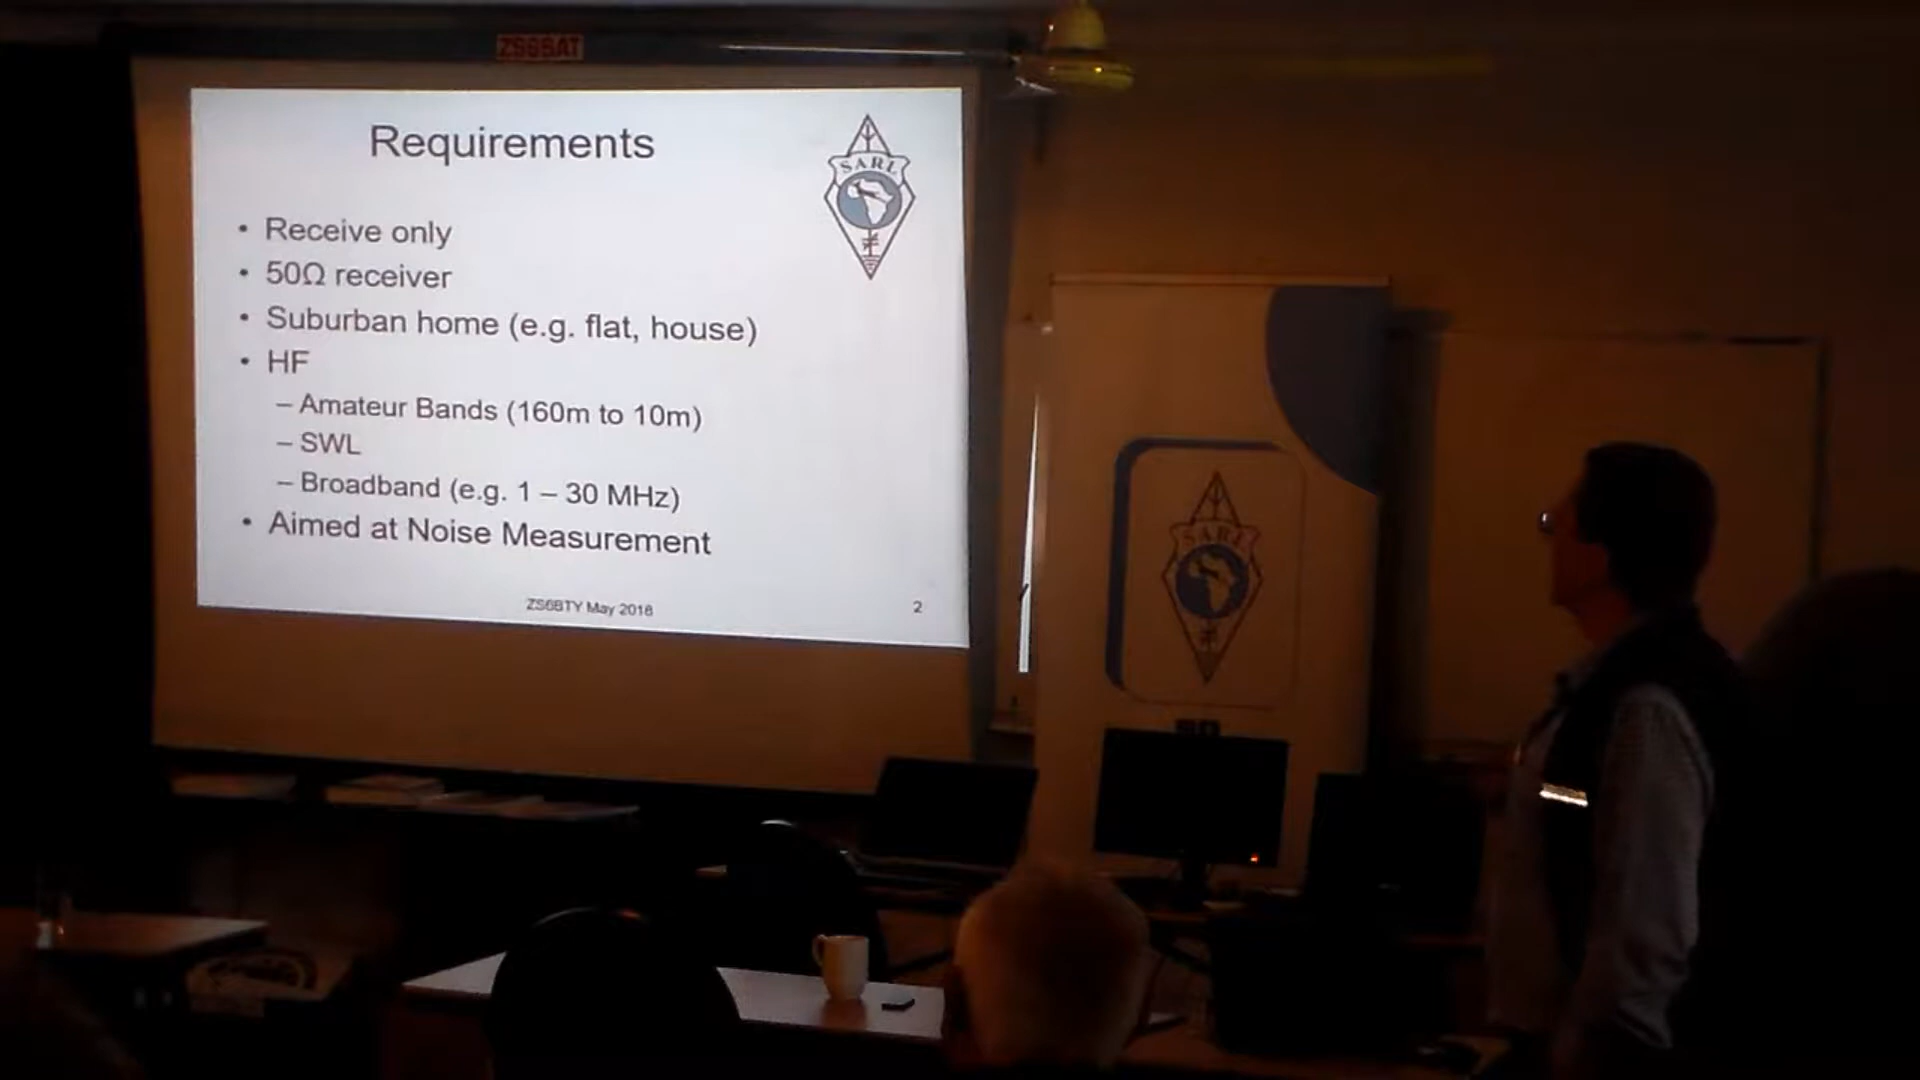 ZS6BAT
Requirements
SARL
• Receive only
• 50Ω receiver
• Suburban home (e.g. flat, house)
• HF
– Amateur Bands (160m to 10m)
– SWL
– Broadband (e.g. 1 – 30 MHz)
• Aimed at Noise Measurement
ZS6BTY May 2018
2
SARL